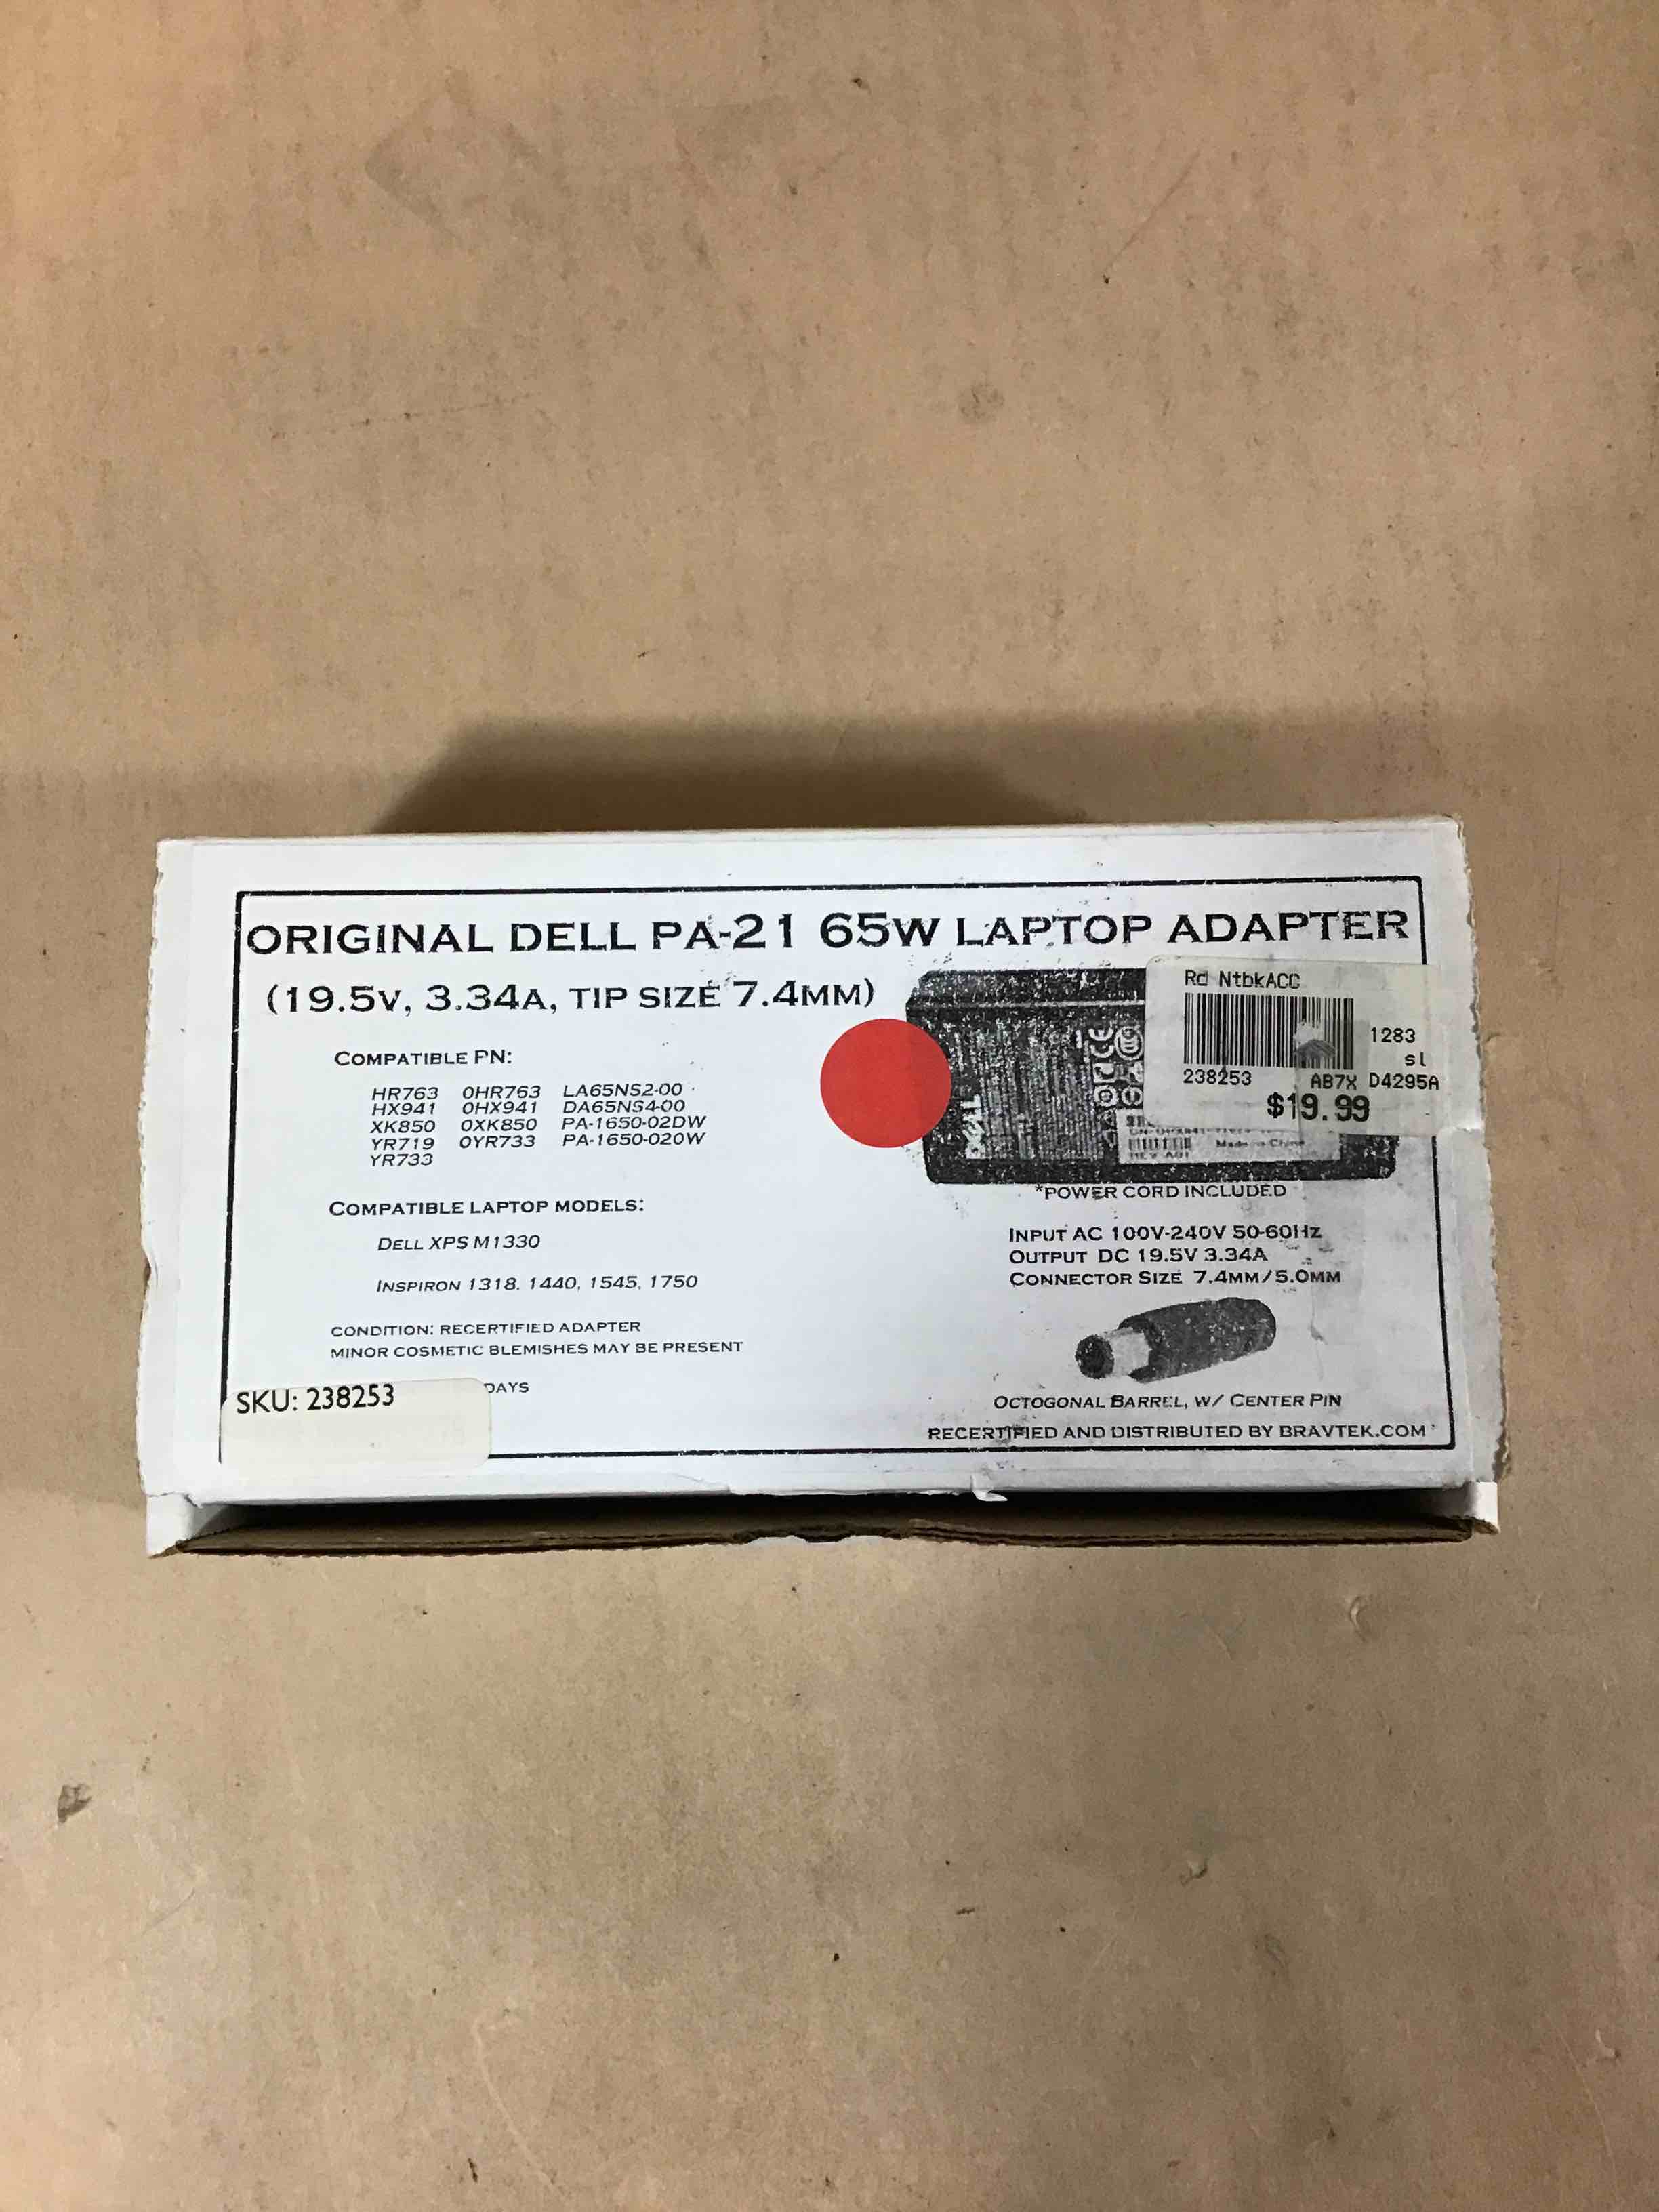 ORIGINAL DELL PA-21 65W LAPTOP ADAPTER
(19.5V, 3.34A, TIP SIZE 7.4MM)
COMPATIBLE PN:
HR763 0HR763 LA65NS2-00
HX941 0HX941 DA65NS4-00
XK850 0XK850 PA-1650-02DW
YR719 0YR733 PA-1650-020W
YR733
COMPATIBLE LAPTOP MODELS:
DELL XPS M1330
INSPIRON 1318, 1440, 1545, 1750
CONDITION: RECERTIFIED ADAPTER
MINOR COSMETIC BLEMISHES MAY BE PRESENT
DAYS
SKU: 238253
Rd NtbkACC
1283
sl
238253 AB7X D4295A
$19.99
DELL
Made in China
REV A01
*POWER CORD INCLUDED
INPUT AC 100V-240V 50-60HZ
OUTPUT DC 19.5V 3.34A
CONNECTOR SIZE 7.4MM/5.0MM
OCTOGONAL BARREL, W/ CENTER PIN
RECERTIFIED AND DISTRIBUTED BY BRAVTEK.COM